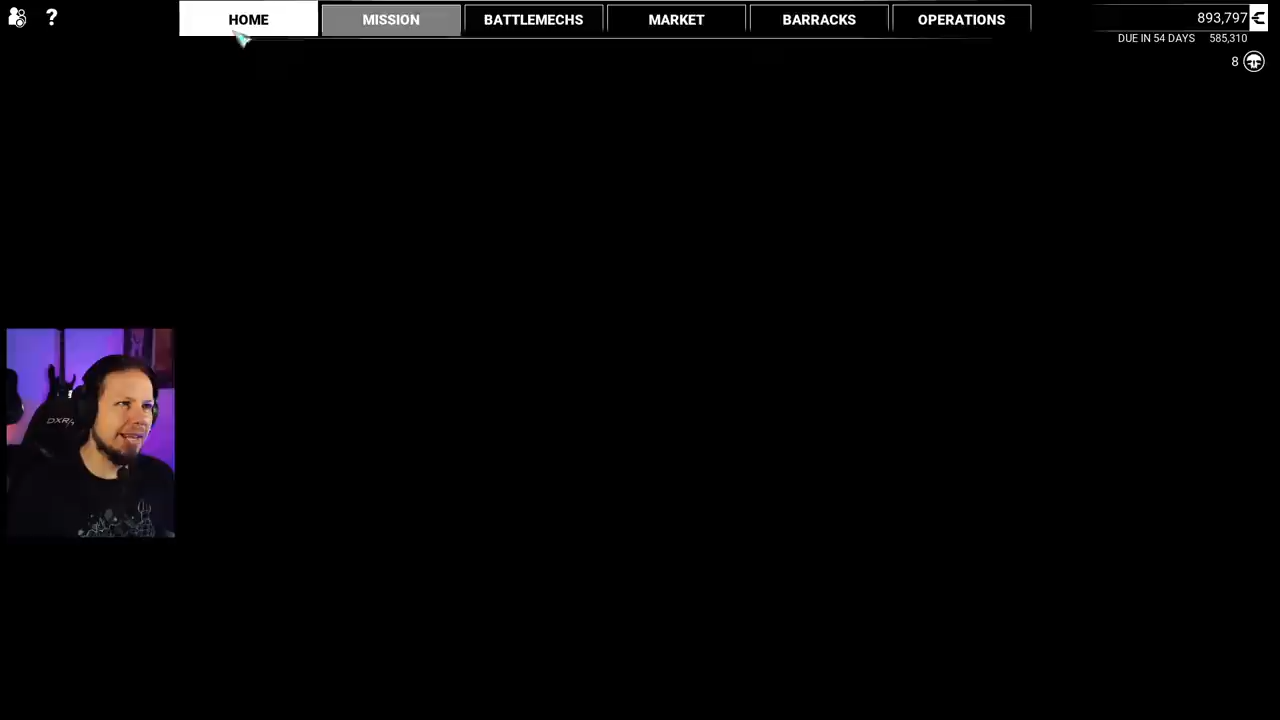 ?
HOME
MISSION
BATTLEMECHS
MARKET
BARRACKS
OPERATIONS
893,797
DUE IN 54 DAYS 585,310
8